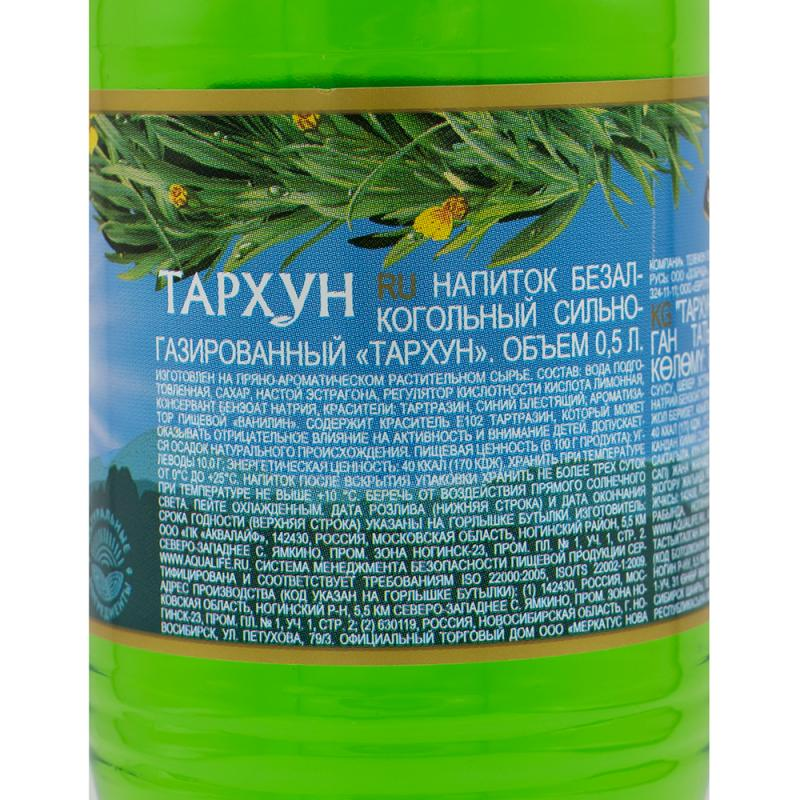 ТАРХУН RU НАПИТОК БЕЗАЛ-
КОГОЛЬНЫЙ СИЛЬНО-
ГАЗИРОВАННЫЙ «ТАРХУН». ОБЪЕМ 0,5 Л.
ИЗГОТОВЛЕН НА ПРЯНО-АРОМАТИЧЕСКОМ РАСТИТЕЛЬНОМ СЫРЬЕ. СОСТАВ: ВОДА ПОДГО-
ТОВЛЕННАЯ, САХАР, НАСТОЙ ЭСТРАГОНА, РЕГУЛЯТОР КИСЛОТНОСТИ КИСЛОТА ЛИМОННАЯ,
КОНСЕРВАНТ БЕНЗОАТ НАТРИЯ, КРАСИТЕЛИ: ТАРТРАЗИН, СИНИЙ БЛЕСТЯЩИЙ; АРОМАТИЗА-
ТОР ПИЩЕВОЙ «ВАНИЛИН». СОДЕРЖИТ КРАСИТЕЛЬ Е102 ТАРТРАЗИН, КОТОРЫЙ МОЖЕТ
ОКАЗЫВАТЬ ОТРИЦАТЕЛЬНОЕ ВЛИЯНИЕ НА АКТИВНОСТЬ И ВНИМАНИЕ ДЕТЕЙ. ДОПУСКАЕТ-
СЯ ОСАДОК НАТУРАЛЬНОГО ПРОИСХОЖДЕНИЯ. ПИЩЕВАЯ ЦЕННОСТЬ (В 100 Г ПРОДУКТА): УГ-
ЛЕВОДЫ 10,0 Г. ЭНЕРГЕТИЧЕСКАЯ ЦЕННОСТЬ: 40 ККАЛ (170 КДЖ). ХРАНИТЬ ПРИ ТЕМПЕРАТУРЕ
ОТ 0°С ДО +25°С. НАПИТОК ПОСЛЕ ВСКРЫТИЯ УПАКОВКИ ХРАНИТЬ НЕ БОЛЕЕ ТРЕХ СУТОК
ПРИ ТЕМПЕРАТУРЕ НЕ ВЫШЕ +10 °С. БЕРЕЧЬ ОТ ВОЗДЕЙСТВИЯ ПРЯМОГО СОЛНЕЧНОГО
СВЕТА. ПЕЙТЕ ОХЛАЖДЕННЫМ. ДАТА РОЗЛИВА (НИЖНЯЯ СТРОКА) И ДАТА ОКОНЧАНИЯ
СРОКА ГОДНОСТИ (ВЕРХНЯЯ СТРОКА) УКАЗАНЫ НА ГОРЛЫШКЕ БУТЫЛКИ. ИЗГОТОВИТЕЛЬ:
ООО «ПК «АКВАЛАЙФ», 142430, РОССИЯ, МОСКОВСКАЯ ОБЛАСТЬ, НОГИНСКИЙ РАЙОН, 5,5 КМ
СЕВЕРО-ЗАПАДНЕЕ С. ЯМКИНО, ПРОМ. ЗОНА НОГИНСК-23, ПРОМ. ПЛ. № 1, УЧ. 1, СТР. 2.
WWW.AQUALIFE.RU. СИСТЕМА МЕНЕДЖМЕНТА БЕЗОПАСНОСТИ ПИЩЕВОЙ ПРОДУКЦИИ СЕР-
ТИФИЦИРОВАНА И СООТВЕТСТВУЕТ ТРЕБОВАНИЯМ ISO 22000:2005, ISO/TS 22002-1:2009.
АДРЕС ПРОИЗВОДСТВА (КОД УКАЗАН НА ГОРЛЫШКЕ БУТЫЛКИ): (1) 142430, РОССИЯ, МОС-
КОВСКАЯ ОБЛАСТЬ, НОГИНСКИЙ Р-Н, 5,5 КМ СЕВЕРО-ЗАПАДНЕЕ С. ЯМКИНО, ПРОМ. ЗОНА НО-
ГИНСК-23, ПРОМ. ПЛ. № 1, УЧ. 1, СТР. 2; (2) 630119, РОССИЯ, НОВОСИБИРСКАЯ ОБЛАСТЬ, Г. НО-
ВОСИБИРСК, УЛ. ПЕТУХОВА, 79/3. ОФИЦИАЛЬНЫЙ ТОРГОВЫЙ ДОМ ООО «МЕРКАТУС НОВА
KG "ТАРХУН
ГАН ТАТ
КӨЛӨМҮ: